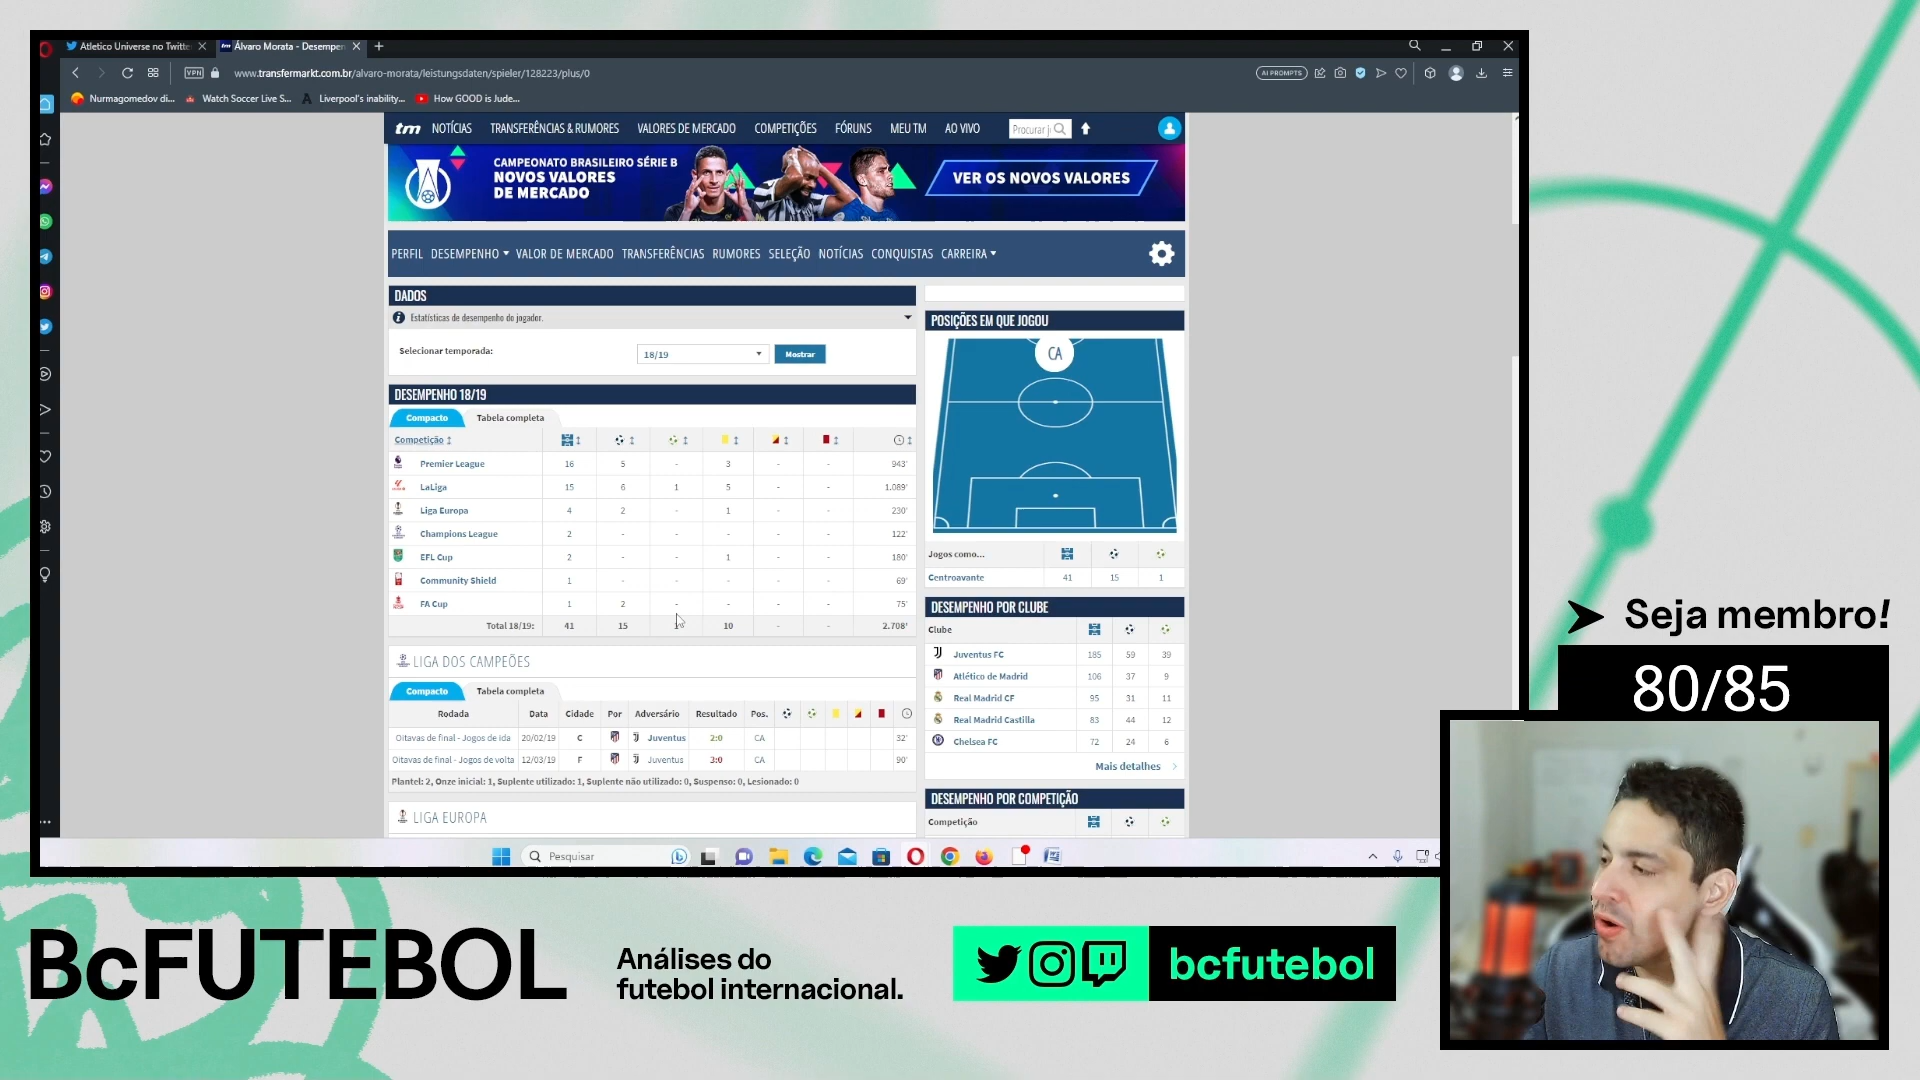 Atletico Universe no Twitte
Álvaro Morata - Desempen
VPN
www.transfermarkt.com.br/alvaro-morata/leistungsdaten/spieler/128223/plus/0
AI PROMPTS
Nurmagomedov di...
Watch Soccer Live S...
Liverpool's inability...
How GOOD is Jude...
tm
NOTÍCIAS
TRANSFERÊNCIAS & RUMORES
VALORES DE MERCADO
COMPETIÇÕES
FÓRUNS
MEU TM
AO VIVO
Procurar j
CAMPEONATO BRASILEIRO SÉRIE B
NOVOS VALORES
DE MERCADO
VER OS NOVOS VALORES
PERFIL DESEMPENHO VALOR DE MERCADO TRANSFERÊNCIAS RUMORES SELEÇÃO NOTÍCIAS CONQUISTAS CARREIRA
DADOS
Estatísticas de desempenho do jogador.
Selecionar temporada:
18/19
Mostrar
DESEMPENHO 18/19
Compacto
Tabela completa
Competição
Premier League 16 5 - 3 - - 943'
LaLiga 15 6 1 5 - - 1.089'
Liga Europa 4 2 - 1 - - 230'
Champions League 2 - - - - - 122'
EFL Cup 2 - - 1 - - 180'
Community Shield 1 - - - - - 69'
FA Cup 1 2 - - - - 75'
Total 18/19: 41 15 1 10 - - 2.708'
LIGA DOS CAMPEÕES
Compacto
Tabela completa
Rodada Data Cidade Por Adversário Resultado Pos.
Oitavas de final - Jogos de ida 20/02/19 C Juventus 2:0 CA 32'
Oitavas de final - Jogos de volta 12/03/19 F Juventus 3:0 CA 90'
Plantel: 2, Onze inicial: 1, Suplente utilizado: 1, Suplente não utilizado: 0, Suspenso: 0, Lesionado: 0
LIGA EUROPA
POSIÇÕES EM QUE JOGOU
CA
Jogos como...
Centroavante 41 15 1
DESEMPENHO POR CLUBE
Clube
Juventus FC 185 59 39
Atlético de Madrid 106 37 9
Real Madrid CF 95 31 11
Real Madrid Castilla 83 44 12
Chelsea FC 72 24 6
Mais detalhes
DESEMPENHO POR COMPETIÇÃO
Competição
Pesquisar
Seja membro!
80/85
BcFUTEBOL
Análises do
futebol internacional.
bcfutebol